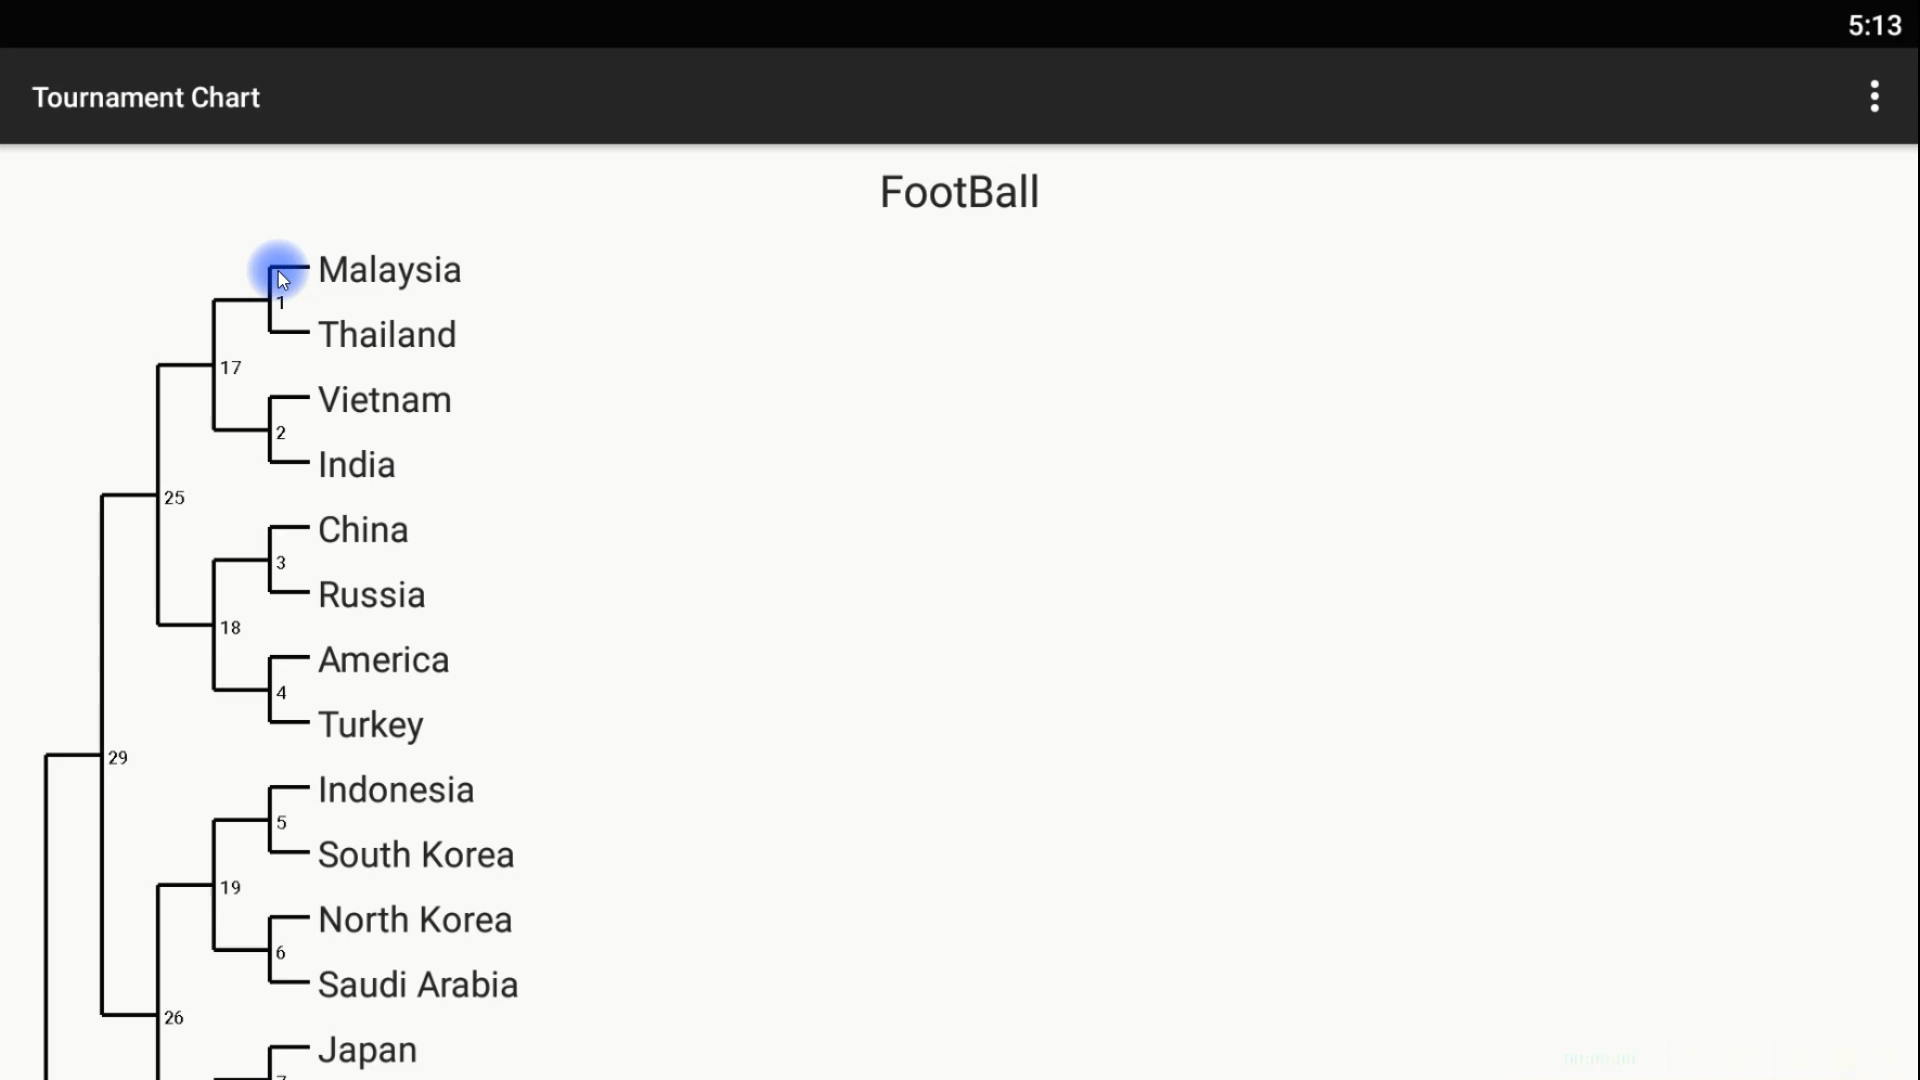 5:13
Tournament Chart
FootBall
Malaysia
1
Thailand
17
Vietnam
2
India
25
China
3
Russia
18
America
4
Turkey
29
Indonesia
5
South Korea
19
North Korea
6
Saudi Arabia
26
Japan